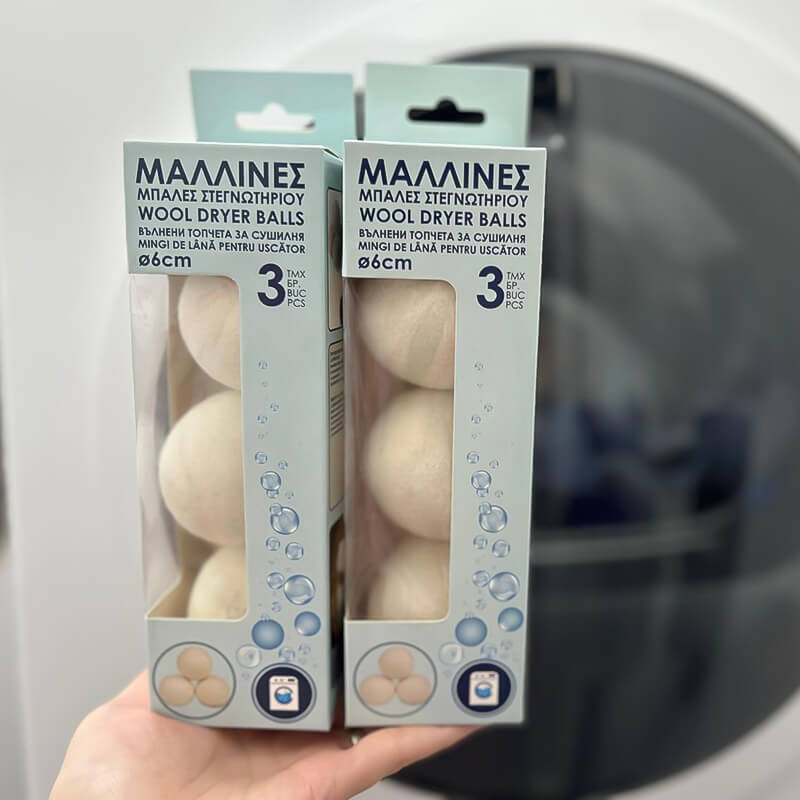 ΜΑΛΛΙΝΕΣ
ΜΠΑΛΕΣ ΣΤΕΓΝΩΤΗΡΙΟΥ
WOOL DRYER BALLS
ВЪЛНЕНИ ТОПЧЕТА ЗА СУШИЛНЯ
MINGI DE LÂNĂ PENTRU USCĂTOR
ø6cm
3 ΤΜΧ
БР.
BUC
PCS
ΜΑΛΛΙΝΕΣ
ΜΠΑΛΕΣ ΣΤΕΓΝΩΤΗΡΙΟΥ
WOOL DRYER BALLS
ВЪЛНЕНИ ТОПЧЕТА ЗА СУШИЛНЯ
MINGI DE LÂNĂ PENTRU USCĂTOR
ø6cm
3 ΤΜΧ
БР.
BUC
PCS